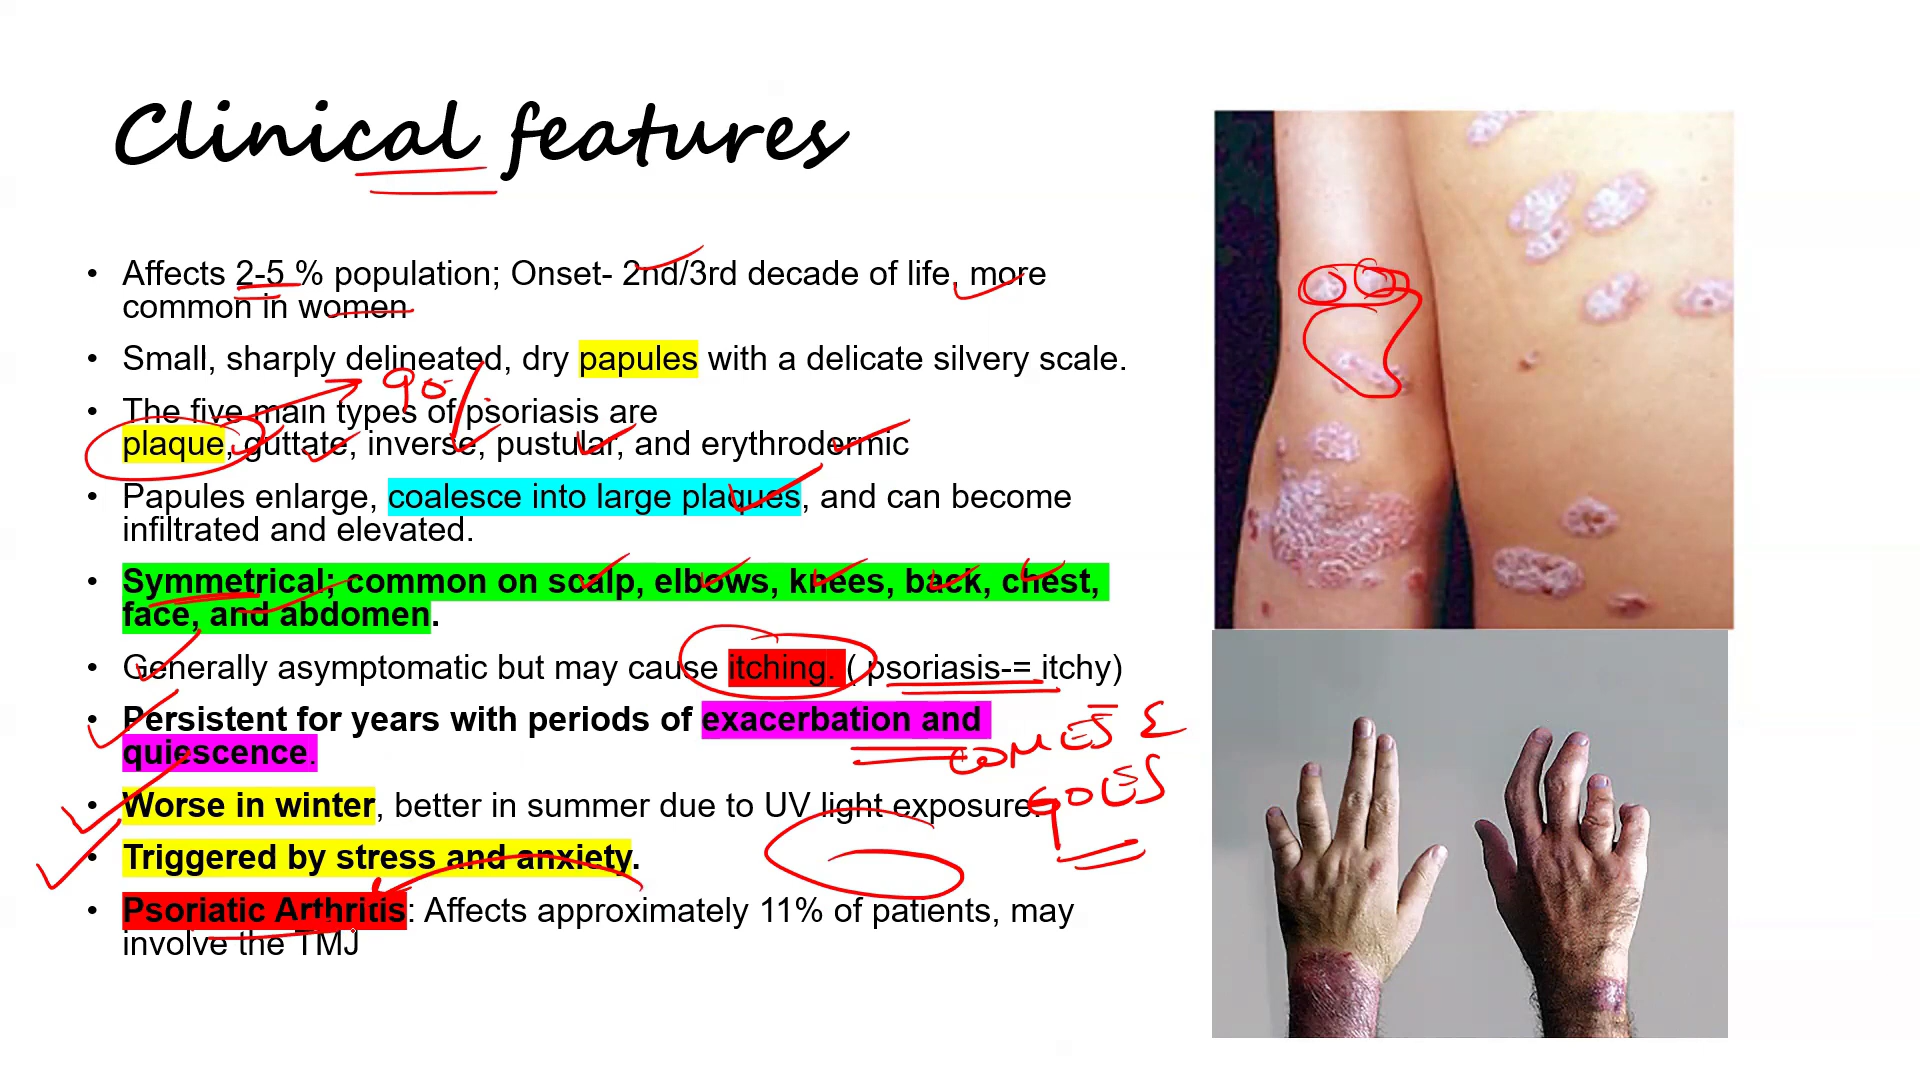 Clinical features
• Affects 2-5 % population; Onset- 2nd/3rd decade of life, more
common in women
• Small, sharply delineated, dry papules with a delicate silvery scale.
90%
• The five main types of psoriasis are
plaque, guttate, inverse, pustular, and erythrodermic
• Papules enlarge, coalesce into large plaques, and can become
infiltrated and elevated.
• Symmetrical; common on scalp, elbows, knees, back, chest,
face, and abdomen.
• Generally asymptomatic but may cause itching. ( psoriasis-= itchy)
• Persistent for years with periods of exacerbation and
quiescence.
COMES &
GOES
• Worse in winter, better in summer due to UV light exposure.
• Triggered by stress and anxiety.
• Psoriatic Arthritis: Affects approximately 11% of patients, may
involve the TMJ